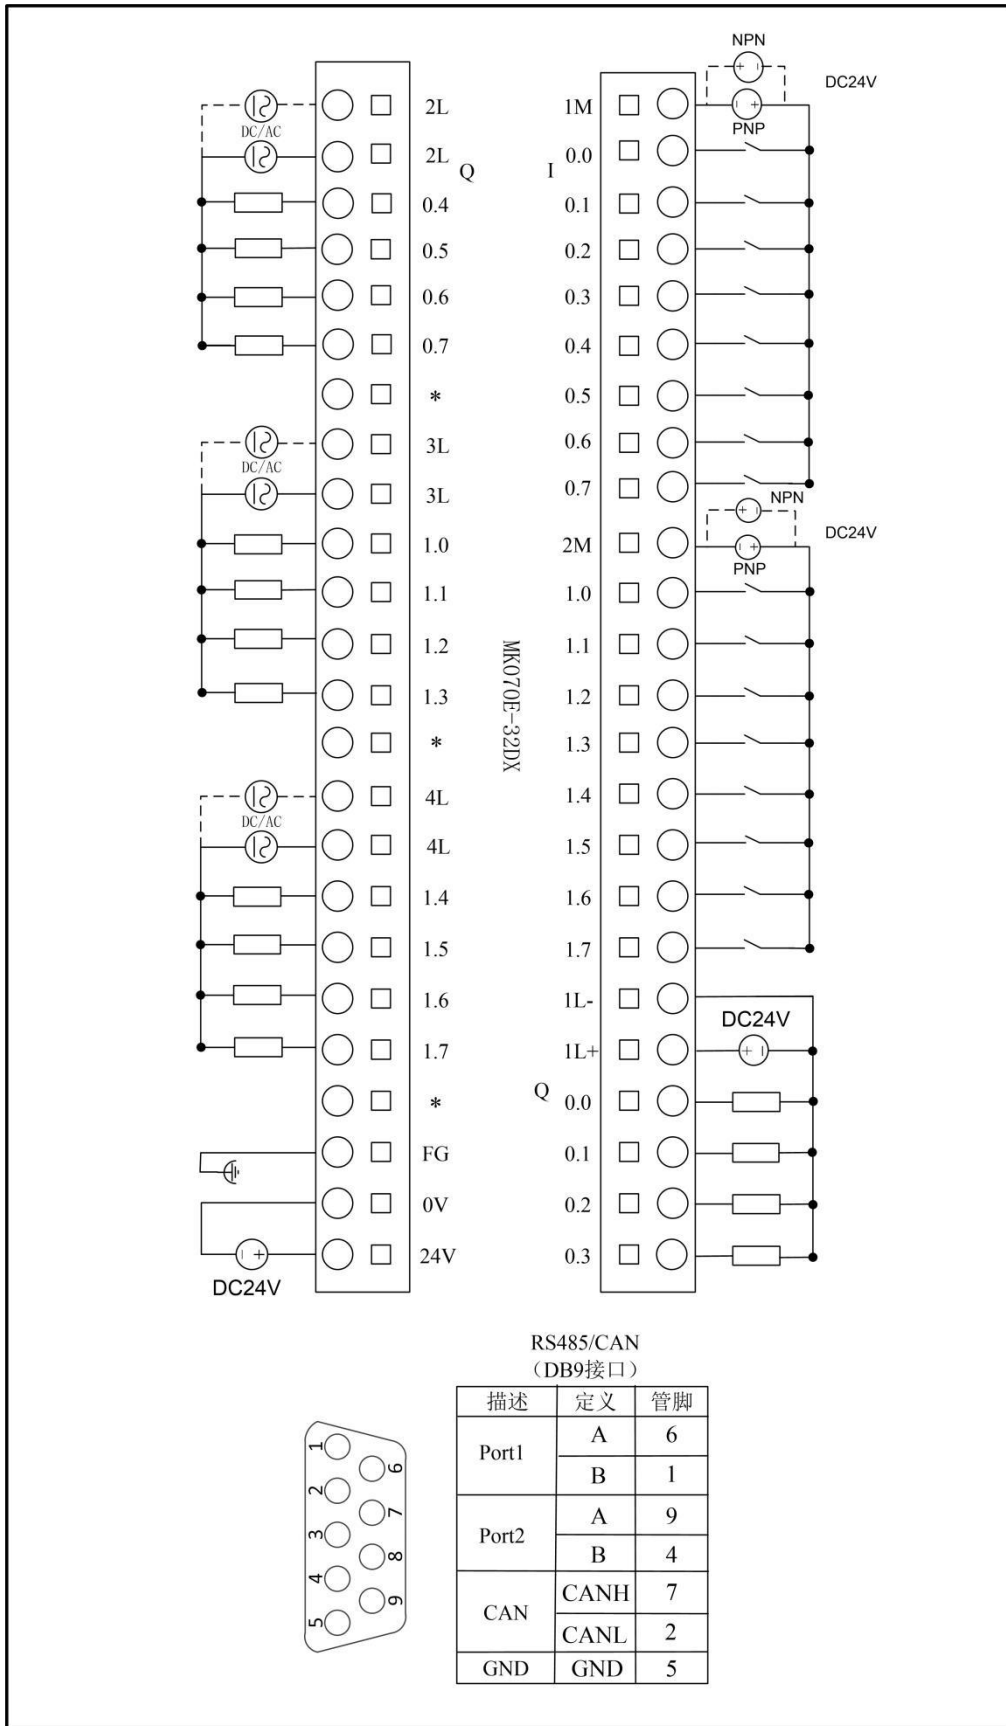 NPN
DC24V
PNP
2L
DC/AC
2L
Q
0.4
0.5
0.6
0.7
*
3L
DC/AC
3L
1.0
1.1
1.2
1.3
*
4L
DC/AC
4L
1.4
1.5
1.6
1.7
*
FG
0V
24V
DC24V
MK070E-32DX
1M
I
0.0
0.1
0.2
0.3
0.4
0.5
0.6
0.7
NPN
DC24V
2M
PNP
1.0
1.1
1.2
1.3
1.4
1.5
1.6
1.7
1L-
DC24V
1L+
Q
0.0
0.1
0.2
0.3
RS485/CAN
（DB9接口）
描述 定义 管脚
Port1 A 6
B 1
Port2 A 9
B 4
CAN CANH 7
CANL 2
GND GND 5
1
2
3
4
5
6
7
8
9